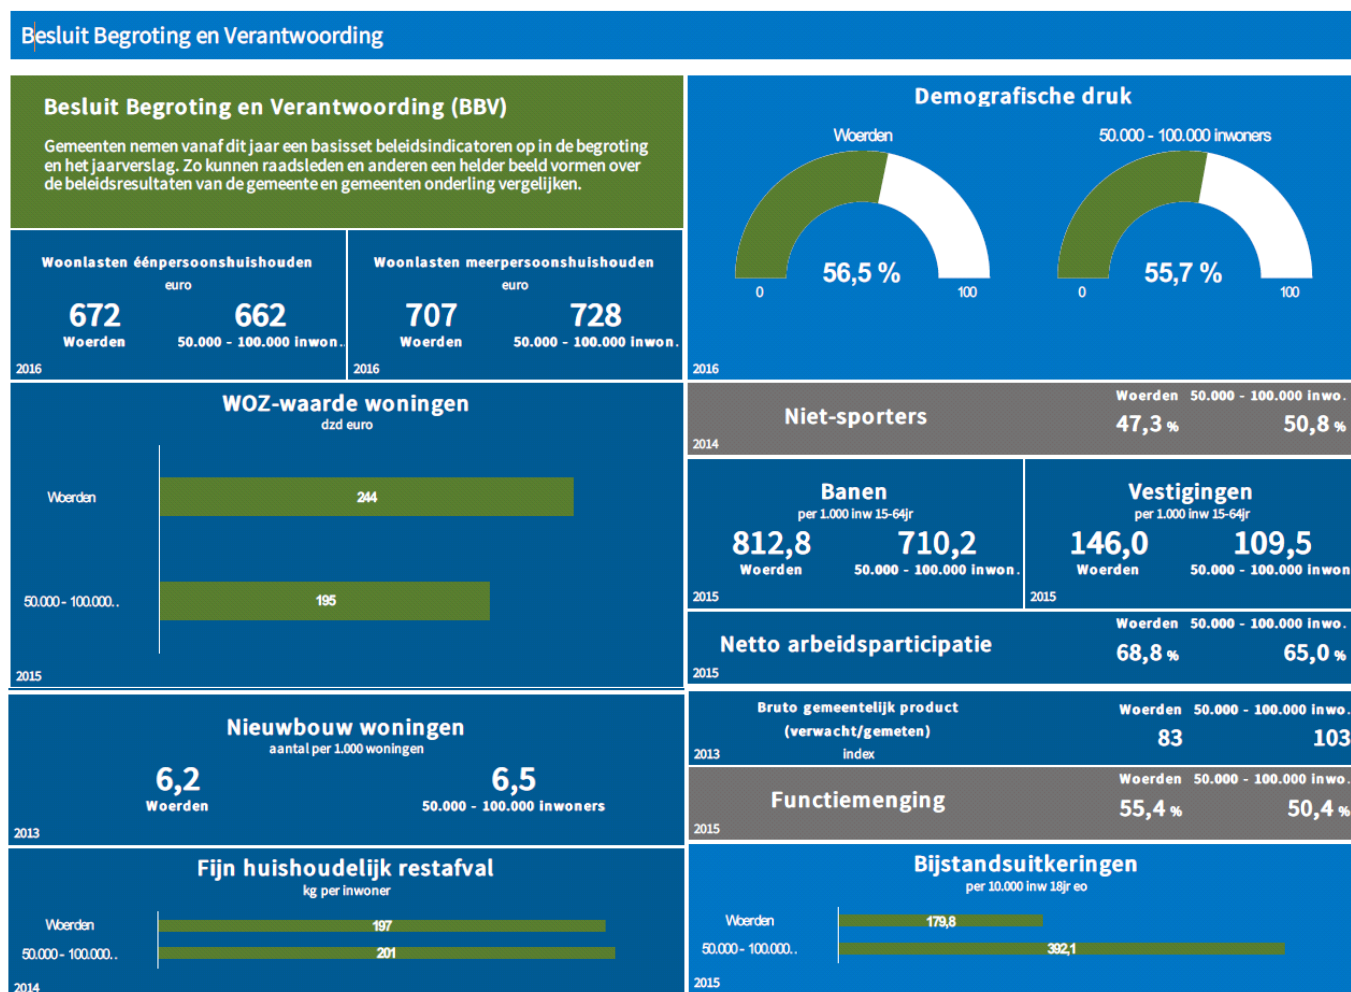 Besluit Begroting en Verantwoording
Besluit Begroting en Verantwoording (BBV)
Gemeenten nemen vanaf dit jaar een basisset beleidsindicatoren op in de begroting
en het jaarverslag. Zo kunnen raadsleden en anderen een helder beeld vormen over
de beleidsresultaten van de gemeente en gemeenten onderling vergelijken.
Woonlasten éénpersoonshuishouden
euro
672 662
Woerden 50.000 - 100.000 inwon..
2016
Woonlasten meerpersoonshuishouden
euro
707 728
Woerden 50.000 - 100.000 inwon.
2016
WOZ-waarde woningen
dzd euro
Woerden 244
50.000 - 100.000.. 195
2015
Nieuwbouw woningen
aantal per 1.000 woningen
6,2 6,5
Woerden 50.000 - 100.000 inwoners
2013
Fijn huishoudelijk restafval
kg per inwoner
Woerden 197
50.000 - 100.000.. 201
2014
Demografische druk
Woerden 50.000 - 100.000 inwoners
56,5 % 55,7 %
0 100 0 100
2016
Niet-sporters
Woerden 50.000 - 100.000 inwo.
47,3 % 50,8 %
2014
Banen
per 1.000 inw 15-64jr
812,8 710,2
Woerden 50.000 - 100.000 inwon.
2015
Vestigingen
per 1.000 inw 15-64jr
146,0 109,5
Woerden 50.000 - 100.000 inwon
2015
Netto arbeidsparticipatie
Woerden 50.000 - 100.000 inwo.
68,8 % 65,0 %
2015
Bruto gemeentelijk product
(verwacht/gemeten)
index
Woerden 50.000 - 100.000 inwo.
83 103
2013
Functiemenging
Woerden 50.000 - 100.000 inwo.
55,4 % 50,4 %
2015
Bijstandsuitkeringen
per 10.000 inw 18jr eo
Woerden 179,8
50.000 - 100.000.. 392,1
2015